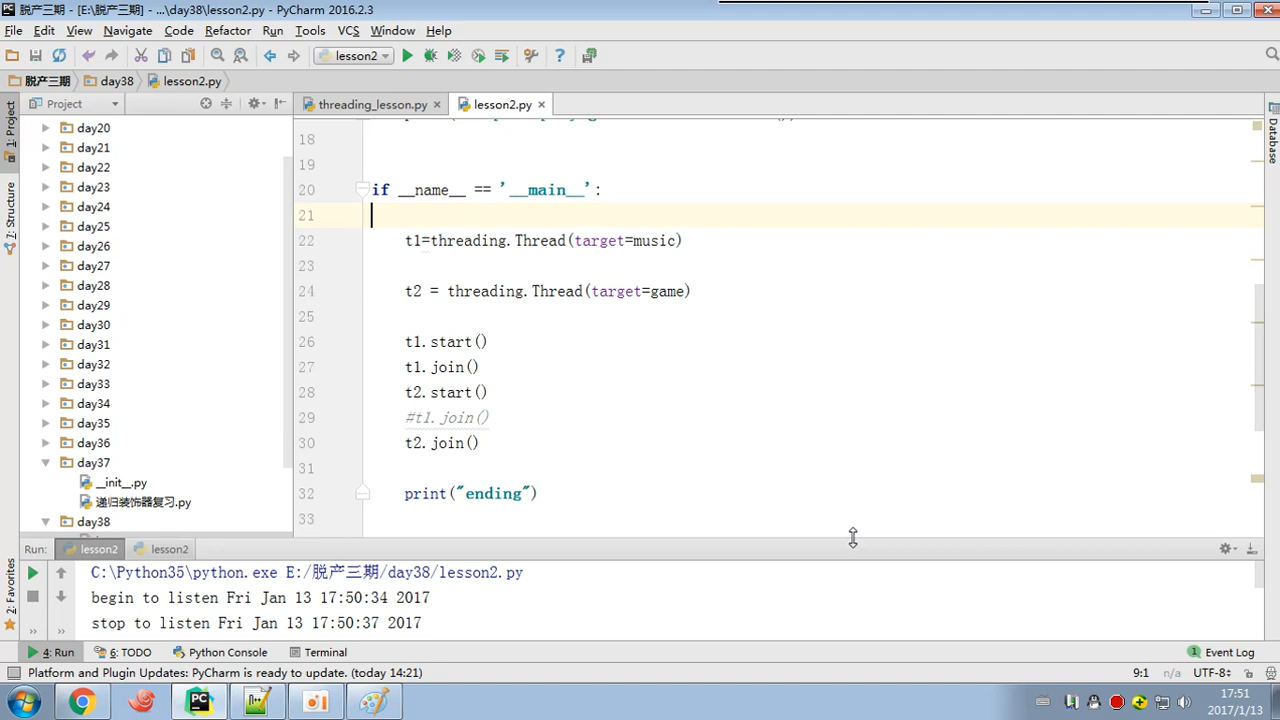 脱产三期 - [E:\脱产三期] - ...\day38\lesson2.py - PyCharm 2016.2.3
File Edit View Navigate Code Refactor Run Tools VCS Window Help
lesson2
脱产三期 day38 lesson2.py
1: Project
Project
threading_lesson.py
lesson2.py
Database
day20
day21
day22
day23
day24
day25
day26
day27
day28
day29
day30
day31
day32
day33
day34
day35
day36
day37
__init__.py
递归装饰器复习.py
day38
7: Structure
2: Favorites
18
19
20 if __name__ == '__main__':
21
22 t1=threading.Thread(target=music)
23
24 t2 = threading.Thread(target=game)
25
26 t1.start()
27 t1.join()
28 t2.start()
29 #t1.join()
30 t2.join()
31
32 print("ending")
33
Run: lesson2 lesson2
C:\Python35\python.exe E:/脱产三期/day38/lesson2.py
begin to listen Fri Jan 13 17:50:34 2017
stop to listen Fri Jan 13 17:50:37 2017
4: Run 6: TODO Python Console Terminal 1 Event Log
Platform and Plugin Updates: PyCharm is ready to update. (today 14:21) 9:1 n/a UTF-8
17:51
2017/1/13